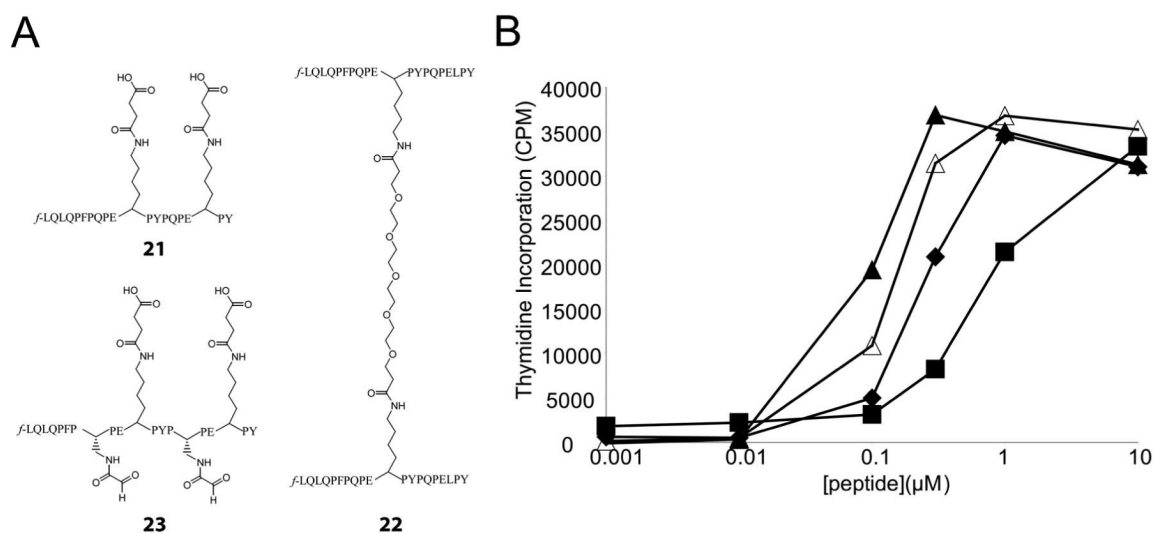 A
HO
O
O
NH
HO
O
O
NH
f-LQLQPFPQPE
PYPQPE
PY
21
HO
O
O
NH
HO
O
O
NH
f-LQLQPFP
PE
PYP
PE
PY
NH
O
O
H
NH
O
O
H
23
f-LQLQPFPQPE
PYPQPELPY
NH
O
O
O
O
O
O
O
NH
f-LQLQPFPQPE
PYPQPELPY
22
B
Thymidine Incorporation (CPM)
40000
35000
30000
25000
20000
15000
10000
5000
0
0.001
0.01
0.1
1
10
[peptide](µM)